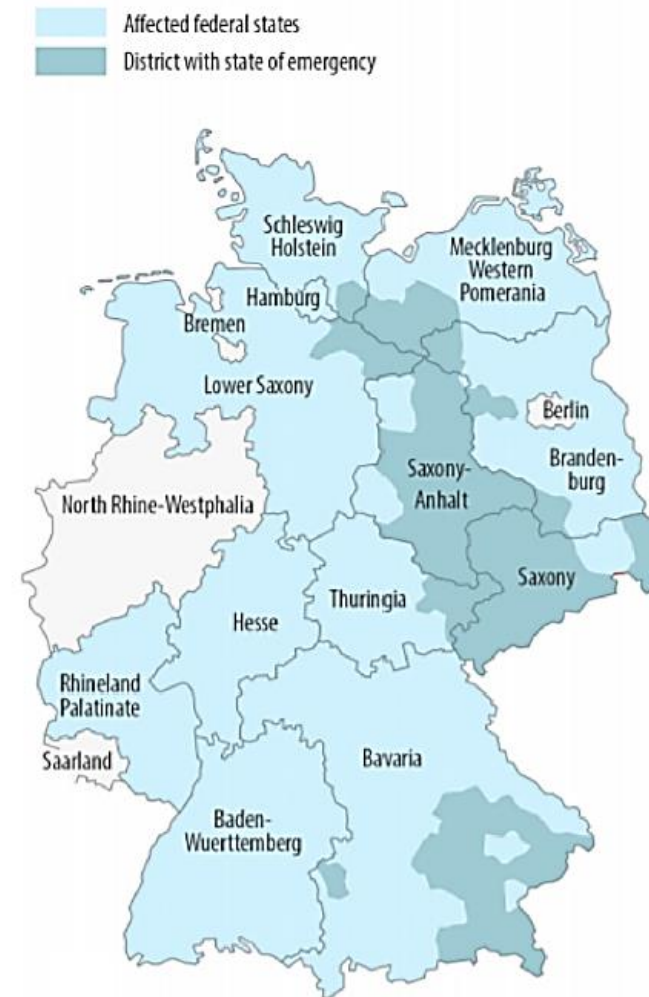 Affected federal states
District with state of emergency
Schleswig
Holstein
Mecklenburg
Western
Pomerania
Hamburg
Bremen
Lower Saxony
Berlin
Branden-
burg
Saxony-
Anhalt
North Rhine-Westphalia
Saxony
Thuringia
Hesse
Rhineland
Palatinate
Saarland
Bavaria
Baden-
Wuerttemberg